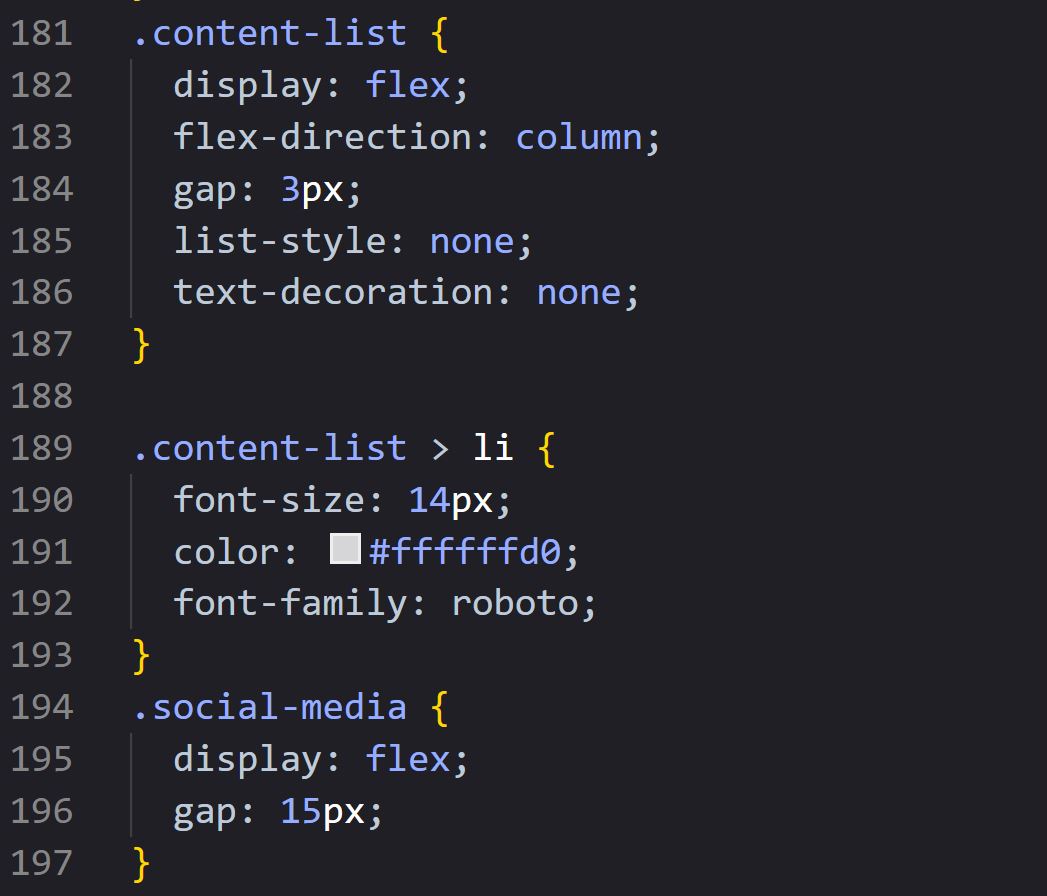 181 .content-list {
182 display: flex;
183 flex-direction: column;
184 gap: 3px;
185 list-style: none;
186 text-decoration: none;
187 }
188
189 .content-list > li {
190 font-size: 14px;
191 color: #ffffffd0;
192 font-family: roboto;
193 }
194 .social-media {
195 display: flex;
196 gap: 15px;
197 }